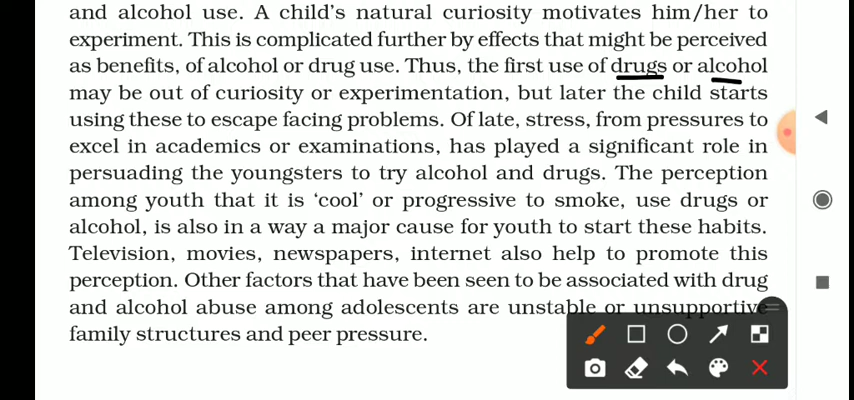 and alcohol use. A child's natural curiosity motivates him/her to
experiment. This is complicated further by effects that might be perceived
as benefits, of alcohol or drug use. Thus, the first use of drugs or alcohol
may be out of curiosity or experimentation, but later the child starts
using these to escape facing problems. Of late, stress, from pressures to
excel in academics or examinations, has played a significant role in
persuading the youngsters to try alcohol and drugs. The perception
among youth that it is ‘cool’ or progressive to smoke, use drugs or
alcohol, is also in a way a major cause for youth to start these habits.
Television, movies, newspapers, internet also help to promote this
perception. Other factors that have been seen to be associated with drug
and alcohol abuse among adolescents are unstable or unsupportive
family structures and peer pressure.